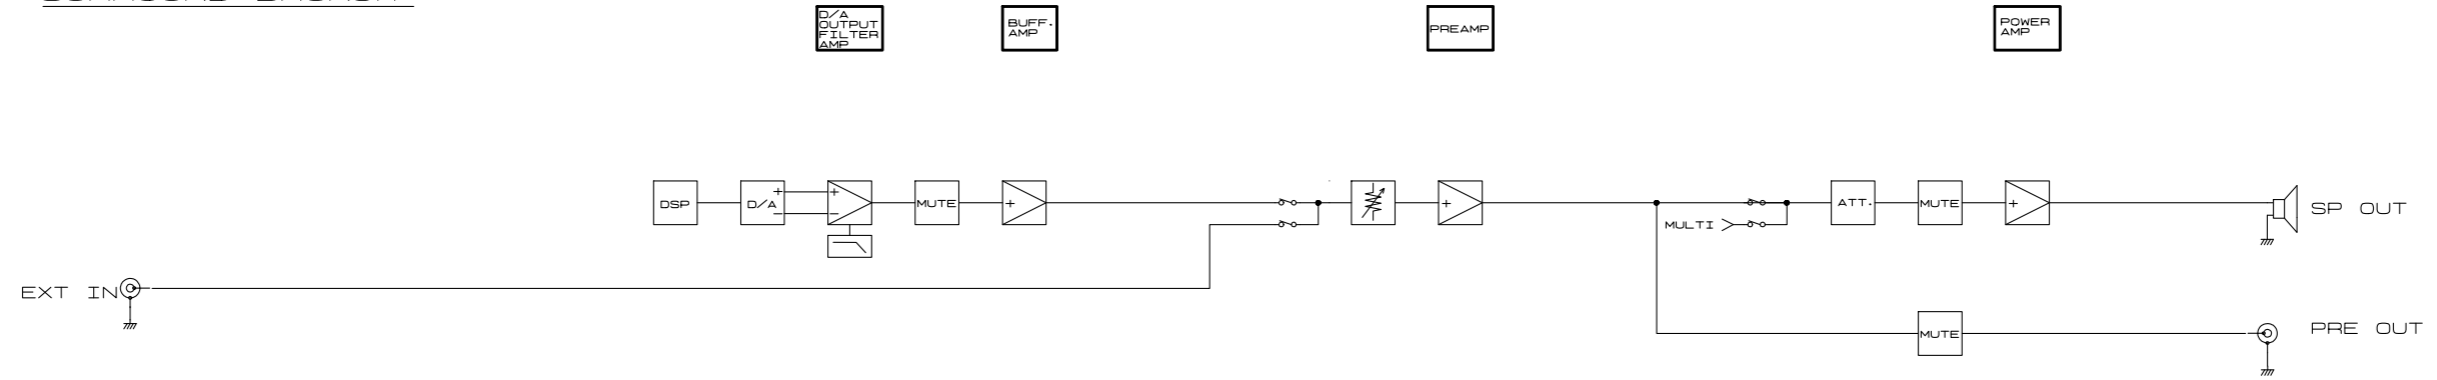 D/A
OUTPUT
FILTER
AMP
BUFF.
AMP
PREAMP
POWER
AMP
DSP
D/A
+
−
+
−
MUTE
+
+
MULTI
ATT.
MUTE
+
SP OUT
EXT IN
MUTE
PRE OUT